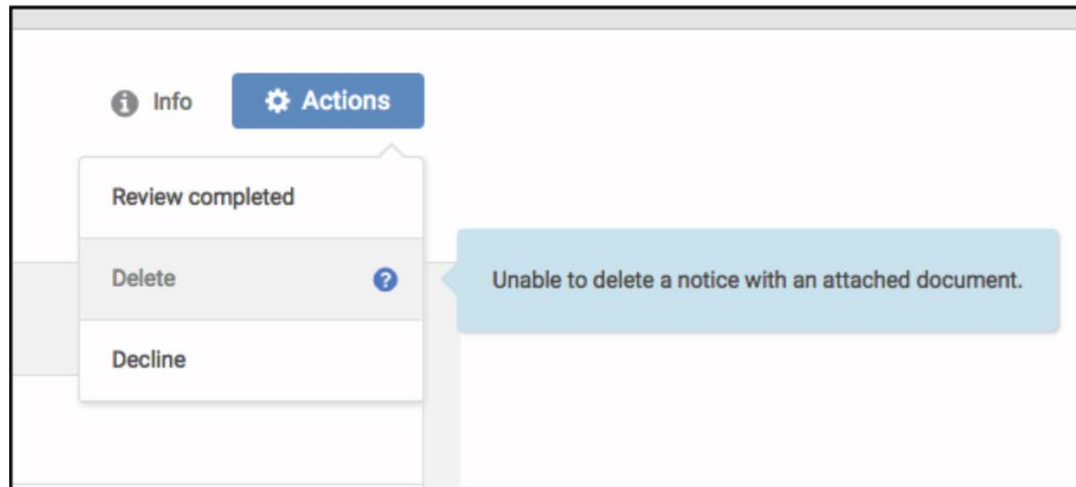 Info
Actions
Review completed
Delete
Unable to delete a notice with an attached document.
Decline